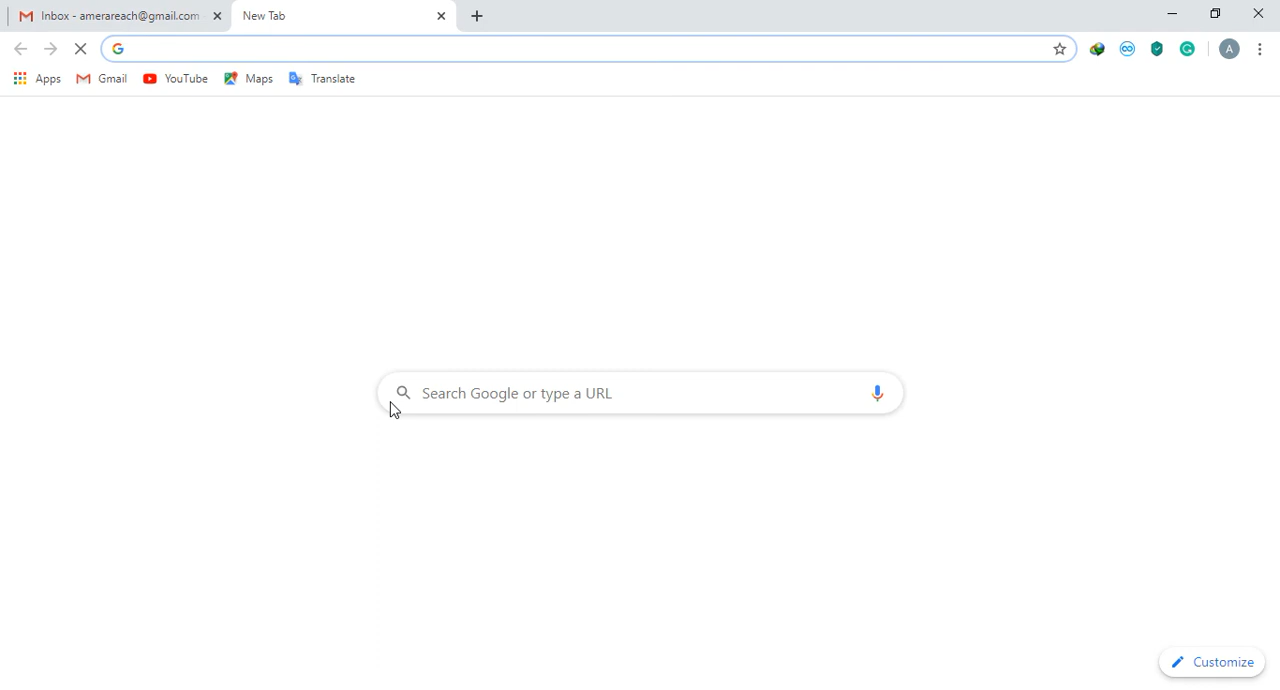 Inbox - amerareach@gmail.com
New Tab
A
Apps
Gmail
YouTube
Maps
Translate
Search Google or type a URL
Customize